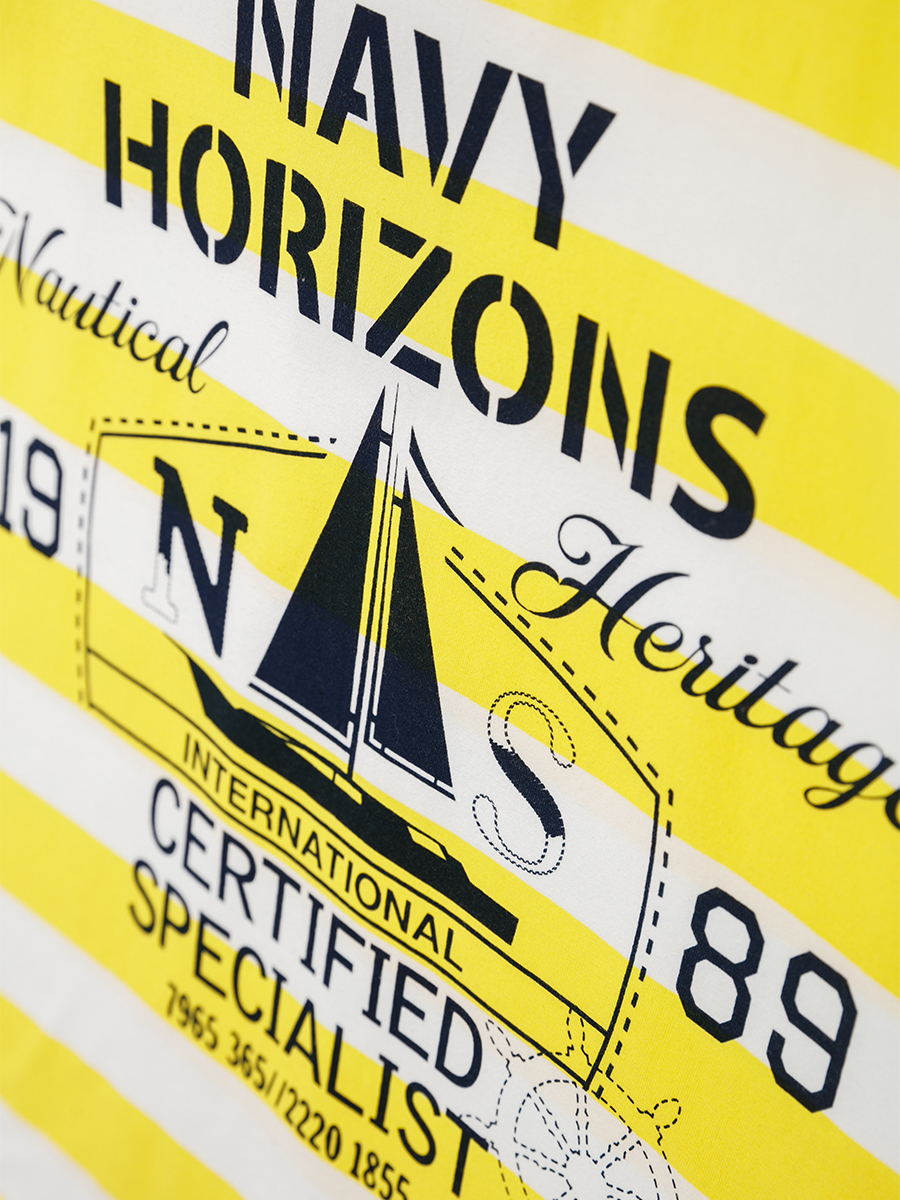 NAVY
HORIZONS
Nautical
Heritage
19
N
S
89
INTERNATIONAL
CERTIFIED
SPECIALIST
7965 365//2220 1855